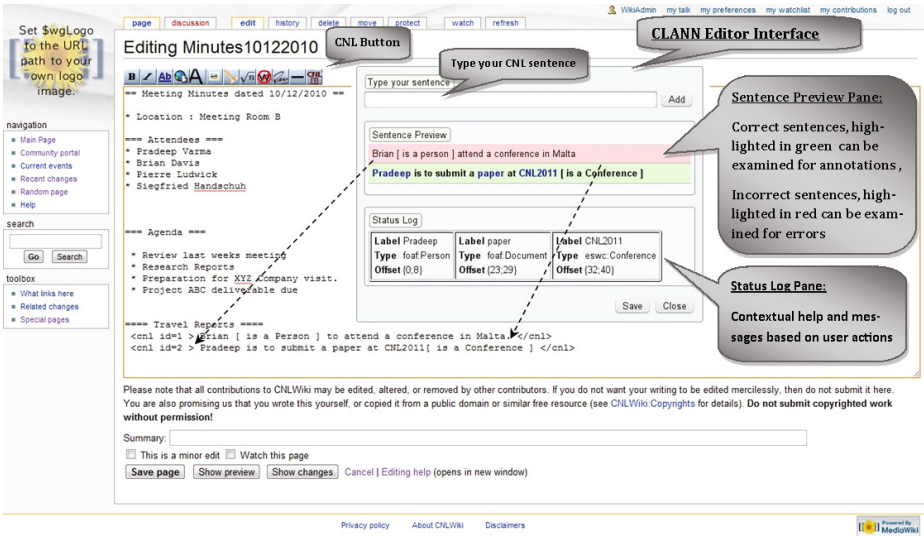 WikiAdmin my talk my preferences my watchlist my contributions log out
page discussion edit history delete move protect watch refresh
Set $wgLogo
to the URL
path to your
own logo
image.
Editing Minutes10122010
CNL Button
Type your CNL sentence
CLANN Editor Interface
B I Ab A √n CNL
Type your sentence
Add
== Meeting Minutes dated 10/12/2010 ==
* Location : Meeting Room B
=== Attendees ===
* Pradeep Varma
* Brian Davis
* Pierre Ludwick
* Siegfried Handschuh
=== Agenda ===
* Review last weeks meeting
* Research Reports
* Preparation for XYZ Company visit.
* Project ABC deliverable due
==== Travel Reports ====
<cnl id=1 > Brian [ is a Person ] to attend a conference in Malta. </cnl>
<cnl id=2 > Pradeep is to submit a paper at CNL2011[ is a Conference ] </cnl>
Sentence Preview
Brian [ is a person ] attend a conference in Malta
Pradeep is to submit a paper at CNL2011 [ is a Conference ]
Status Log
Label Pradeep
Type foaf:Person
Offset {0;8}
Label paper
Type foaf:Document
Offset {23;29}
Label CNL2011
Type eswc:Conference
Offset {32;40}
Save Close
Sentence Preview Pane:
Correct sentences, high-
lighted in green can be
examined for annotations ,
Incorrect sentences, high-
lighted in red can be exam-
ined for errors
Status Log Pane:
Contextual help and mes-
sages based on user actions
navigation
Main Page
Community portal
Current events
Recent changes
Random page
Help
search
Go Search
toolbox
What links here
Related changes
Special pages
Please note that all contributions to CNLWiki may be edited, altered, or removed by other contributors. If you do not want your writing to be edited mercilessly, then do not submit it here.
You are also promising us that you wrote this yourself, or copied it from a public domain or similar free resource (see CNLWiki:Copyrights for details). Do not submit copyrighted work
without permission!
Summary:
This is a minor edit Watch this page
Save page Show preview Show changes Cancel | Editing help (opens in new window)
Privacy policy About CNLWiki Disclaimers
Powered By
MediaWiki